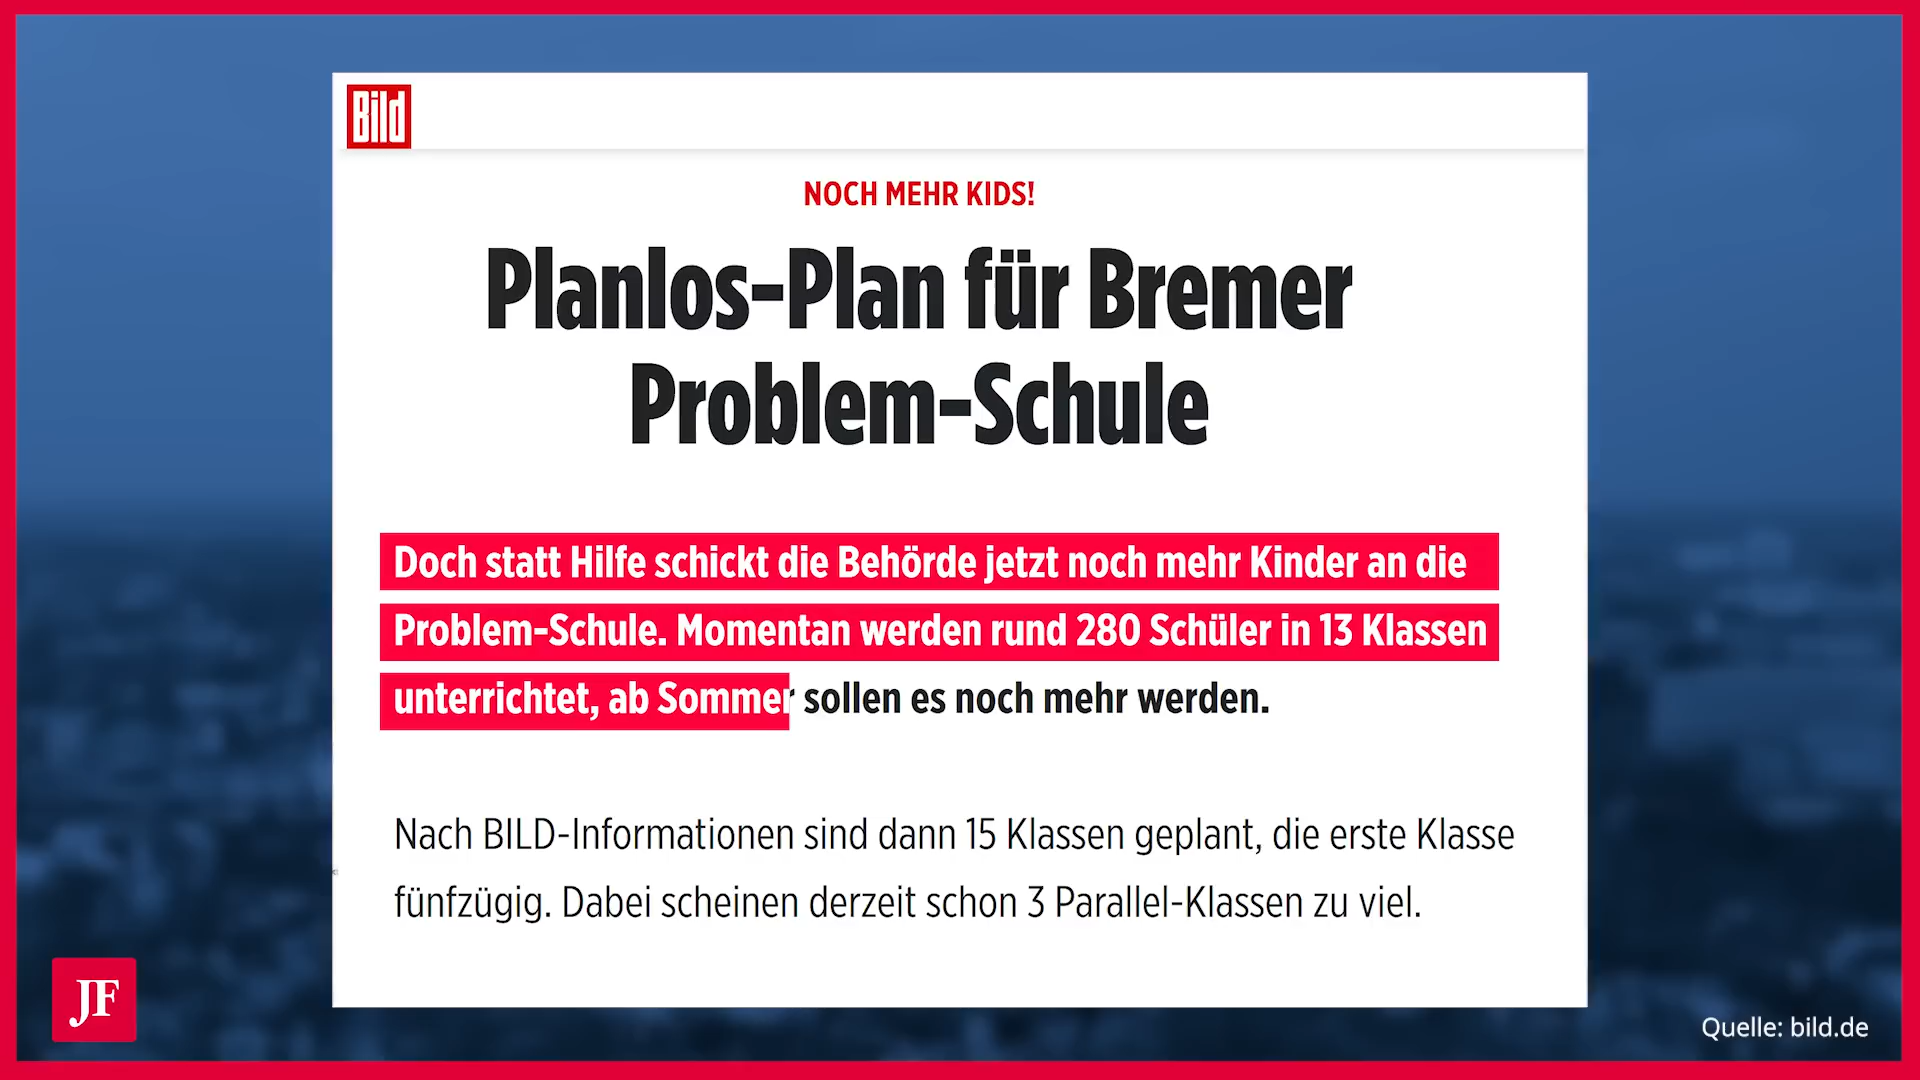 Bild
NOCH MEHR KIDS!
Planlos-Plan für Bremer
Problem-Schule
Doch statt Hilfe schickt die Behörde jetzt noch mehr Kinder an die
Problem-Schule. Momentan werden rund 280 Schüler in 13 Klassen
unterrichtet, ab Sommer sollen es noch mehr werden.
Nach BILD-Informationen sind dann 15 Klassen geplant, die erste Klasse
fünfzügig. Dabei scheinen derzeit schon 3 Parallel-Klassen zu viel.
JF
Quelle: bild.de